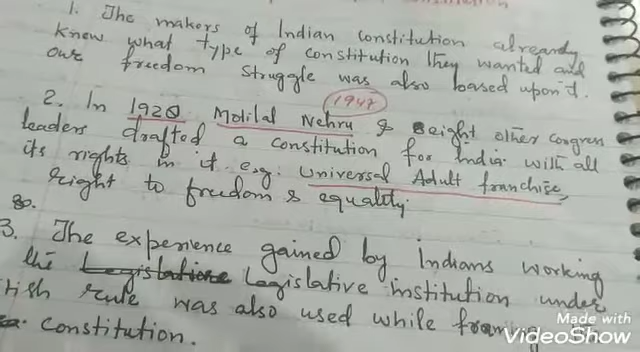 1. The makers of Indian constitution already
knew what type of constitution they wanted and
our freedom struggle was also based upon it.
1947
2. In 1928 Motilal Nehru & eight other congress
leaders drafted a constitution for India with all
its rights in it e.g. Universal Adult franchise,
right to freedom & equality.
so.
3. The experience gained by Indians working
the Legislative institution under
tish rule was also used while framing
constitution.
Made with
VideoShow